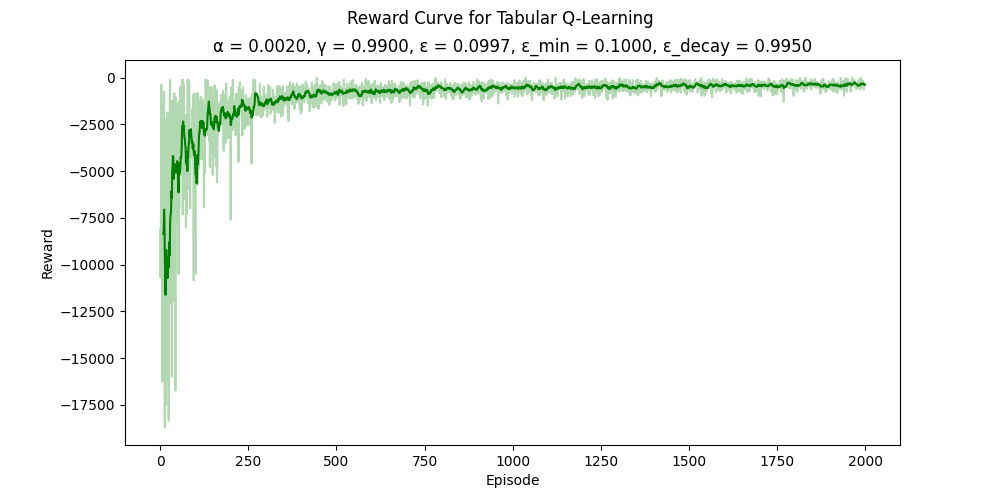 Reward Curve for Tabular Q-Learning
α = 0.0020, γ = 0.9900, ε = 0.0997, ε_min = 0.1000, ε_decay = 0.9950
0
−2500
−5000
−7500
−10000
−12500
−15000
−17500
Reward
0 250 500 750 1000 1250 1500 1750 2000
Episode